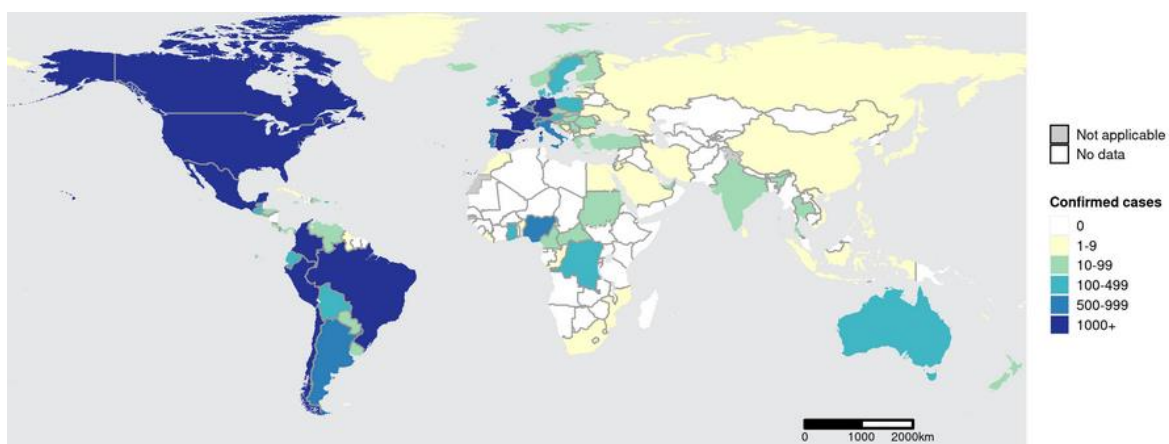 Not applicable
No data
Confirmed cases
0
1-9
10-99
100-499
500-999
1000+
0 1000 2000km